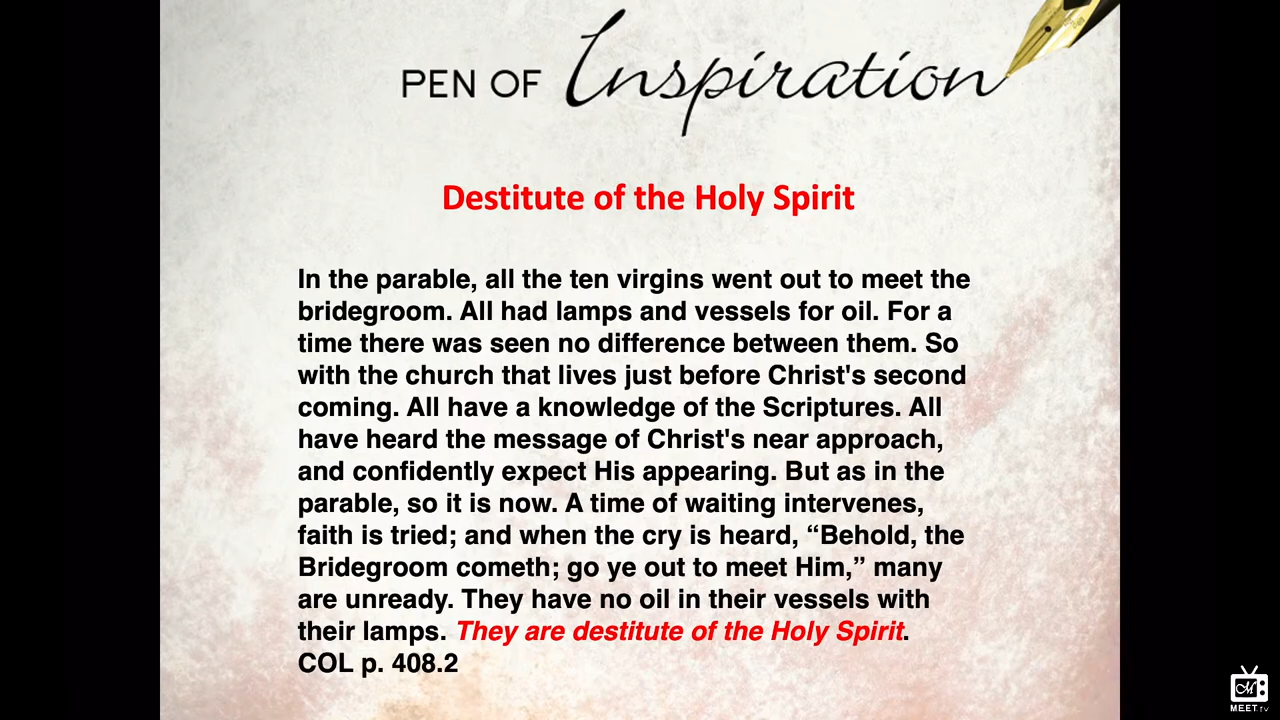 PEN OF Inspiration
Destitute of the Holy Spirit
In the parable, all the ten virgins went out to meet the
bridegroom. All had lamps and vessels for oil. For a
time there was seen no difference between them. So
with the church that lives just before Christ's second
coming. All have a knowledge of the Scriptures. All
have heard the message of Christ's near approach,
and confidently expect His appearing. But as in the
parable, so it is now. A time of waiting intervenes,
faith is tried; and when the cry is heard, “Behold, the
Bridegroom cometh; go ye out to meet Him,” many
are unready. They have no oil in their vessels with
their lamps. They are destitute of the Holy Spirit.
COL p. 408.2
M
MEET.TV